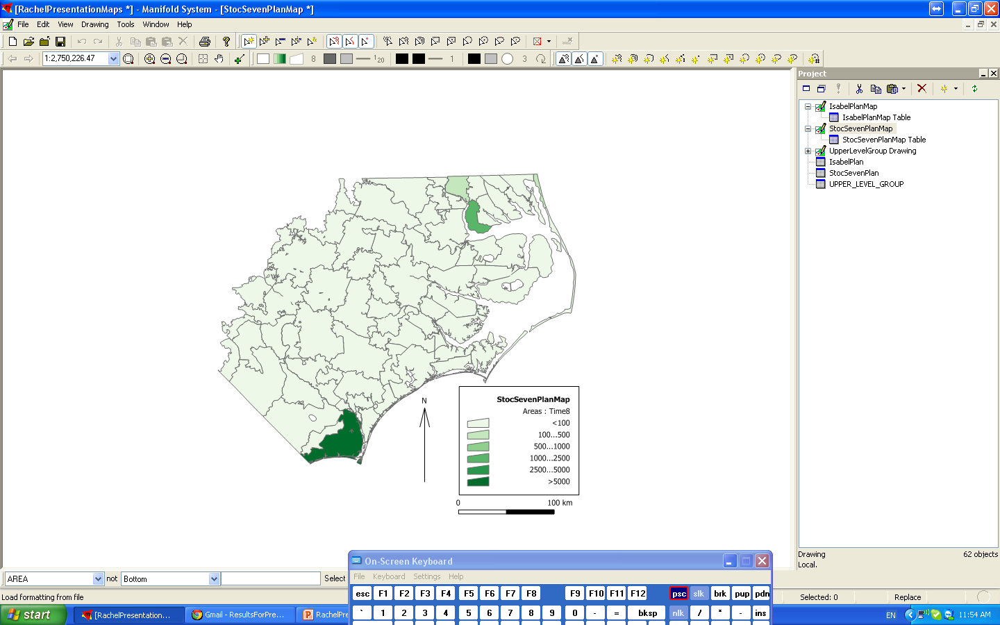 [RachelPresentationMaps *] - Manifold System - [StocSevenPlanMap *]
File Edit View Drawing Tools Window Help
1:2,750,226.47
8
1/20
1
3
Project
IsabelPlanMap
IsabelPlanMap Table
StocSevenPlanMap
StocSevenPlanMap Table
UpperLevelGroup Drawing
IsabelPlan
StocSevenPlan
UPPER_LEVEL_GROUP
N
StocSevenPlanMap
Areas : Time8
<100
100...500
500...1000
1000...2500
2500...5000
>5000
0 100 km
Drawing 62 objects
Local.
On-Screen Keyboard
File Keyboard Settings Help
esc F1 F2 F3 F4 F5 F6 F7 F8 F9 F10 F11 F12 psc slk brk pup pdn
` 1 2 3 4 5 6 7 8 9 0 - = bksp nlk / * - ins
AREA not Bottom Select
Load formatting from file
Selected: 0 Replace
start [RachelPresentation... Gmail - ResultsForPre... RachelPre EN 11:54 AM